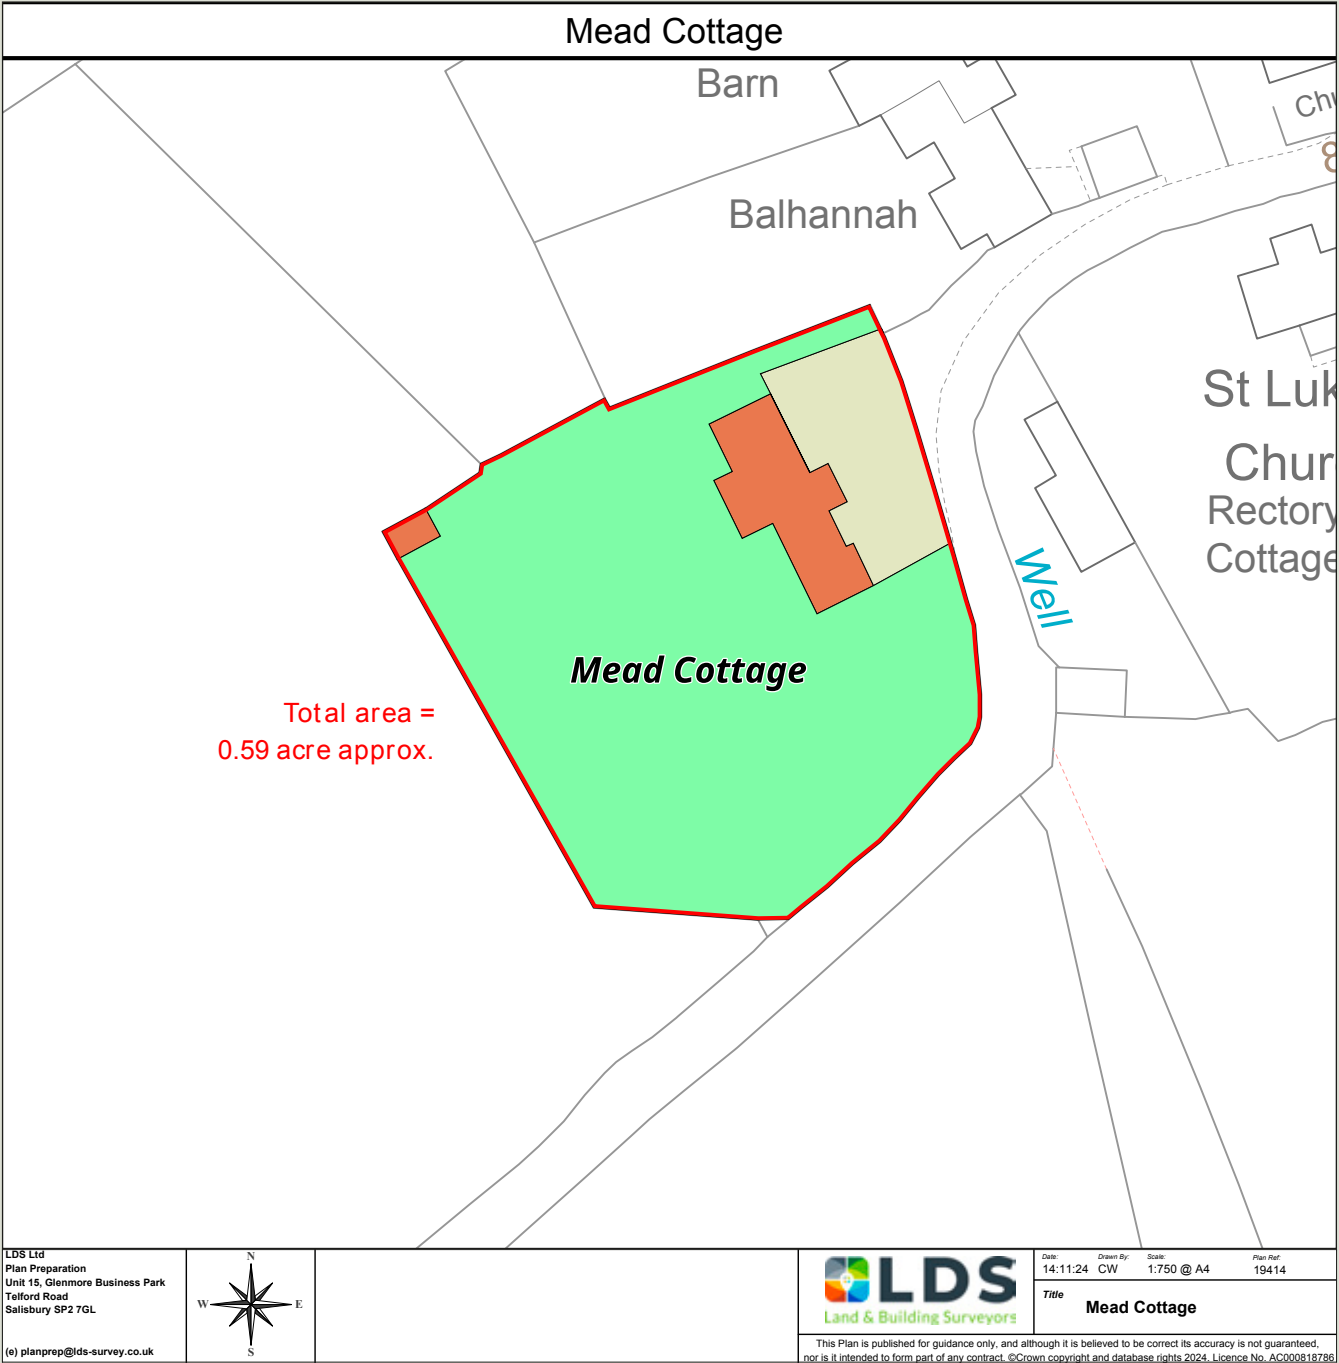 Mead Cottage
Barn
Balhannah
St Luk
Chur
Rectory
Cottage
Well
Mead Cottage
Total area =
0.59 acre approx.
LDS Ltd
Plan Preparation
Unit 15, Glenmore Business Park
Telford Road
Salisbury SP2 7GL
(e) planprep@lds-survey.co.uk
N
W E
S
LDS
Land & Building Surveyors
Date: Drawn By: Scale: Plan Ref:
14:11:24 CW 1:750 @ A4 19414
Title
Mead Cottage
This Plan is published for guidance only, and although it is believed to be correct its accuracy is not guaranteed,
nor is it intended to form part of any contract. ©Crown copyright and database rights 2024. Licence No. AC000818786